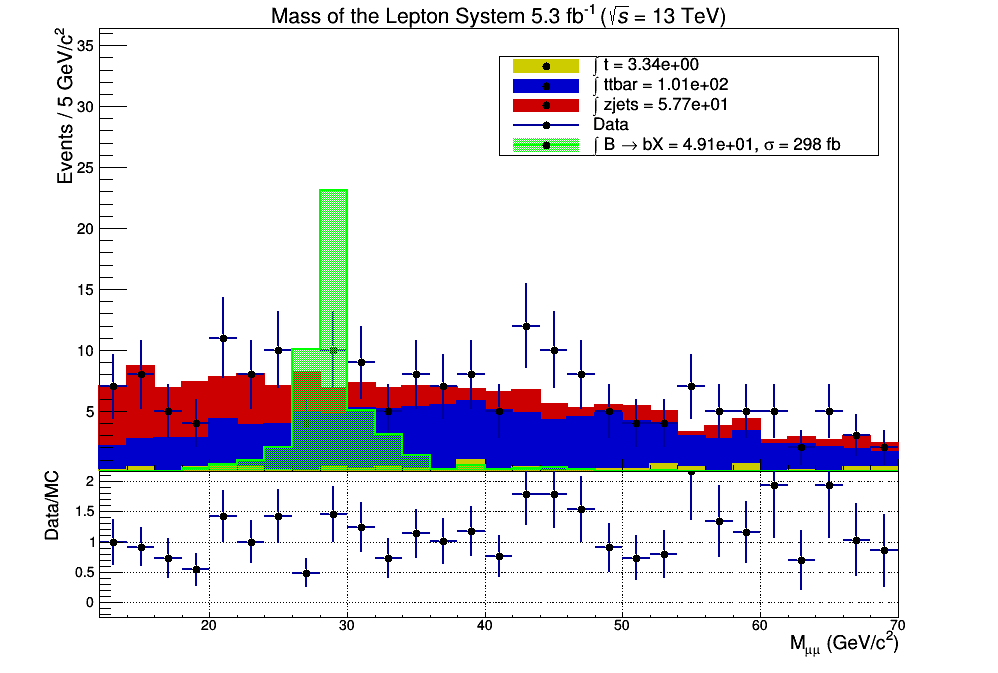 Mass of the Lepton System 5.3 fb⁻¹ (√s = 13 TeV)
Events / 5 GeV/c²
35
30
25
20
15
10
5
∫ t = 3.34e+00
∫ ttbar = 1.01e+02
∫ zjets = 5.77e+01
Data
∫ B → bX = 4.91e+01, σ = 298 fb
Data/MC
2
1.5
1
0.5
0
20 30 40 50 60 70
M_μμ (GeV/c²)